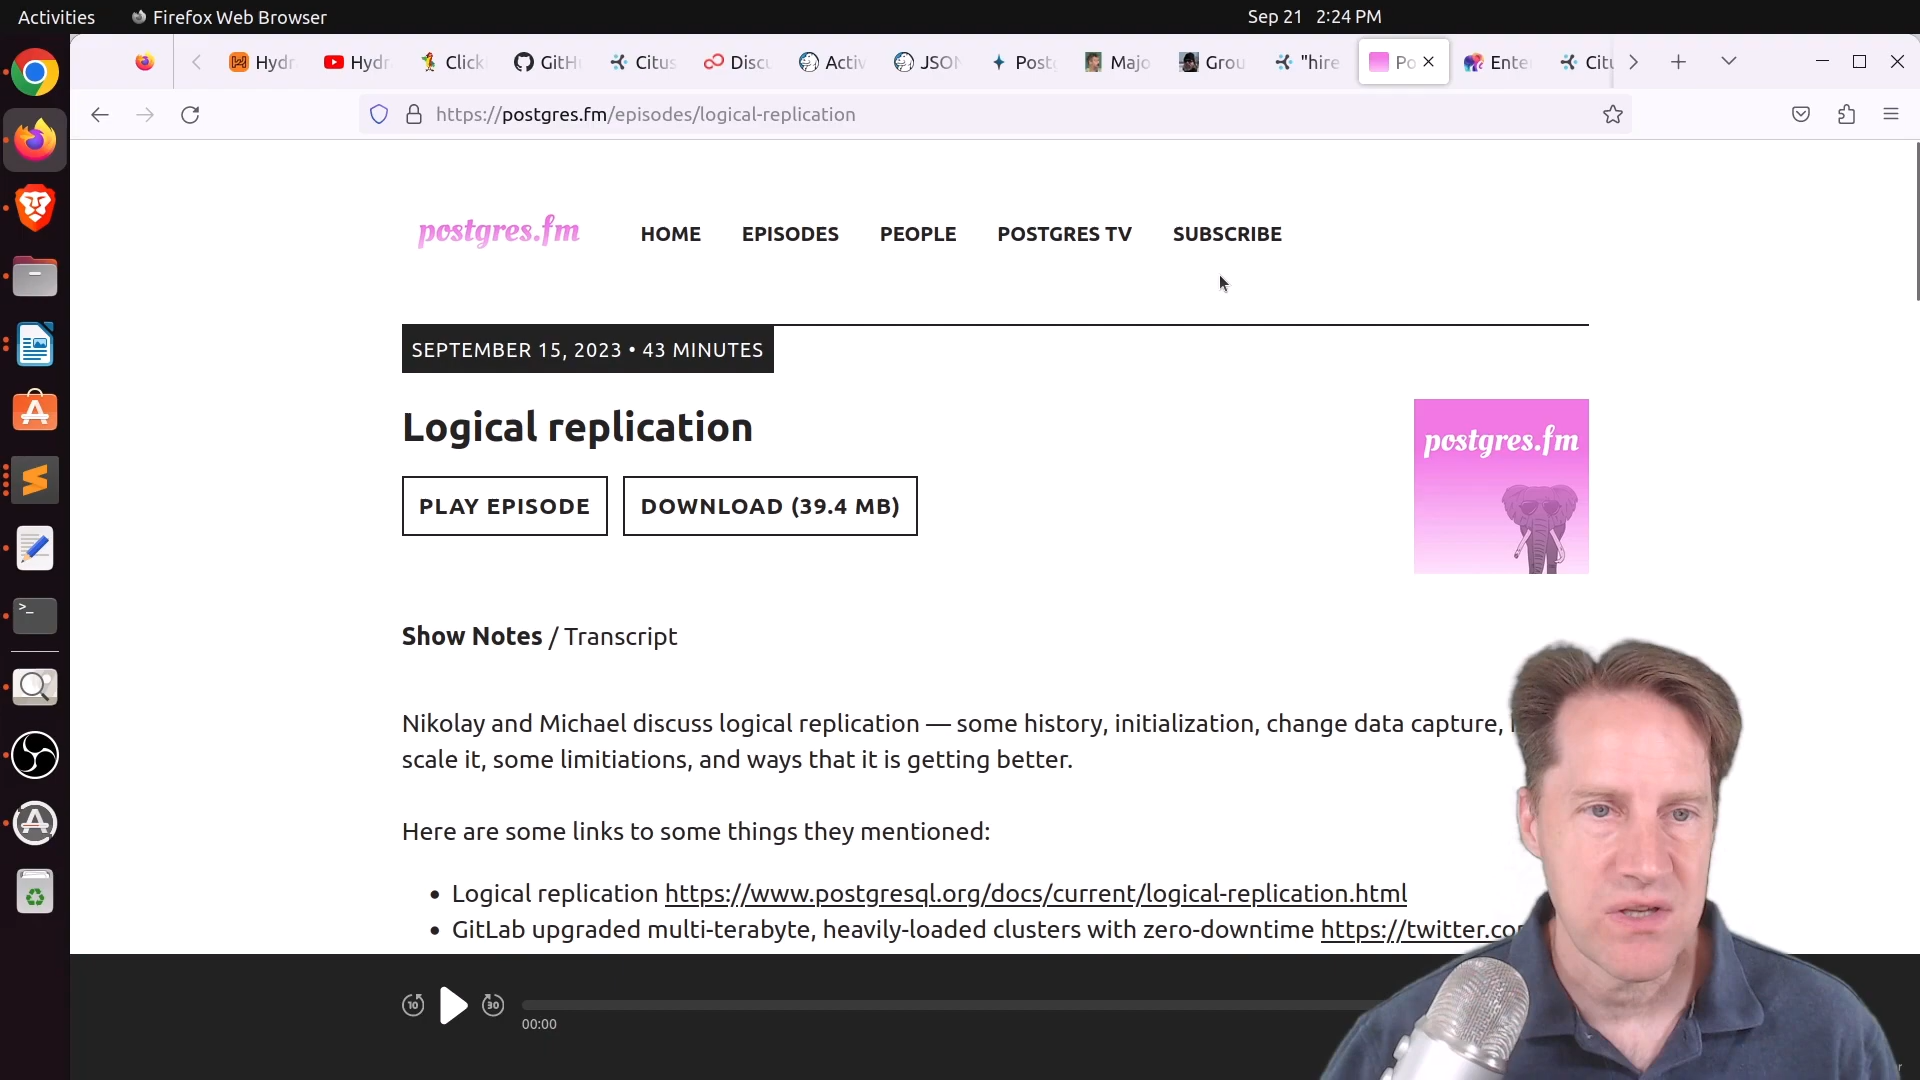 Activities Firefox Web Browser Sep 21 2:24 PM
Hydr Hydr Click GitH Citus Discu Activ JSON Postg Majo Grou "hire Po Ente Citu
https://postgres.fm/episodes/logical-replication
postgres.fm HOME EPISODES PEOPLE POSTGRES TV SUBSCRIBE
SEPTEMBER 15, 2023 • 43 MINUTES
Logical replication
postgres.fm
PLAY EPISODE DOWNLOAD (39.4 MB)
Show Notes / Transcript
Nikolay and Michael discuss logical replication — some history, initialization, change data capture,
scale it, some limitiations, and ways that it is getting better.
Here are some links to some things they mentioned:
• Logical replication https://www.postgresql.org/docs/current/logical-replication.html
• GitLab upgraded multi-terabyte, heavily-loaded clusters with zero-downtime https://twitter.co
10 30
00:00